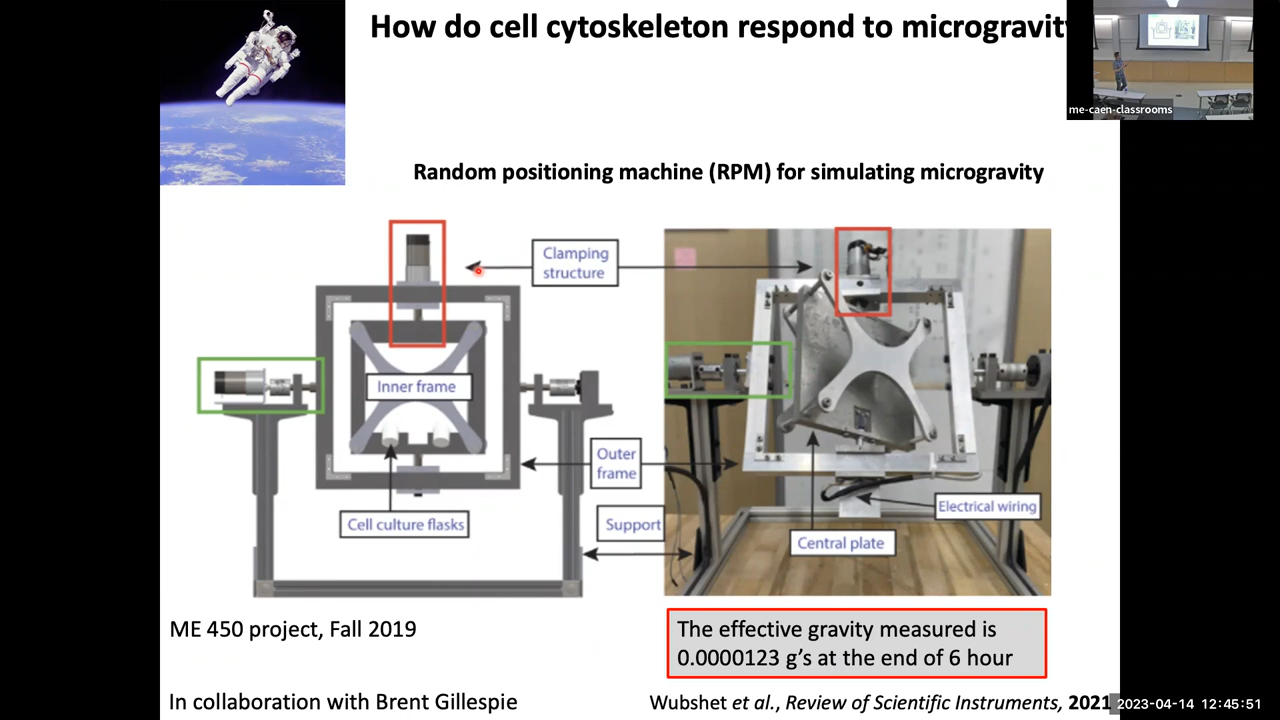 How do cell cytoskeleton respond to microgravity
me-caen-classrooms
Random positioning machine (RPM) for simulating microgravity
Clamping
structure
Inner frame
Outer
frame
Cell culture flasks
Support
Electrical wiring
Central plate
ME 450 project, Fall 2019
The effective gravity measured is
0.0000123 g's at the end of 6 hour
In collaboration with Brent Gillespie
Wubshet et al., Review of Scientific Instruments, 2021
2023-04-14 12:45:51